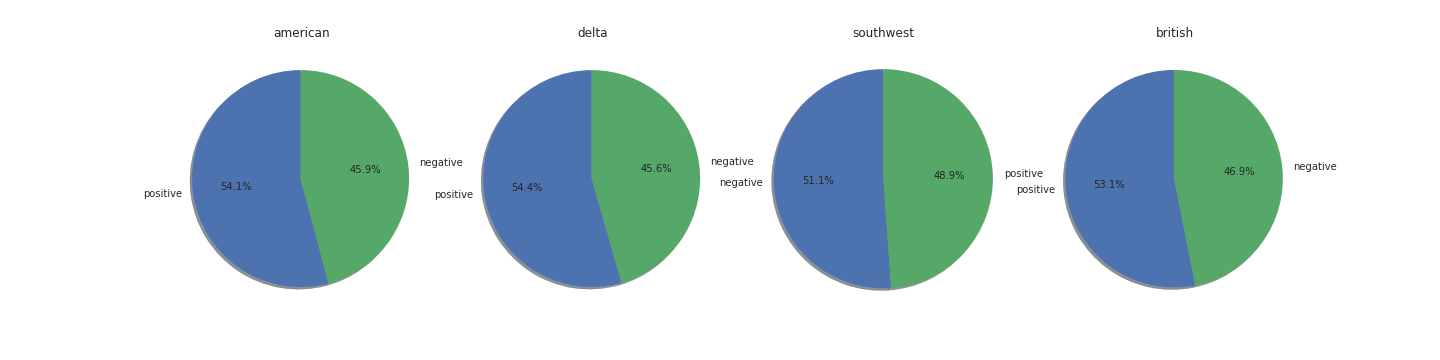 american
positive
54.1%
45.9%
negative
delta
positive
54.4%
45.6%
negative
southwest
negative
51.1%
48.9%
positive
british
positive
53.1%
46.9%
negative